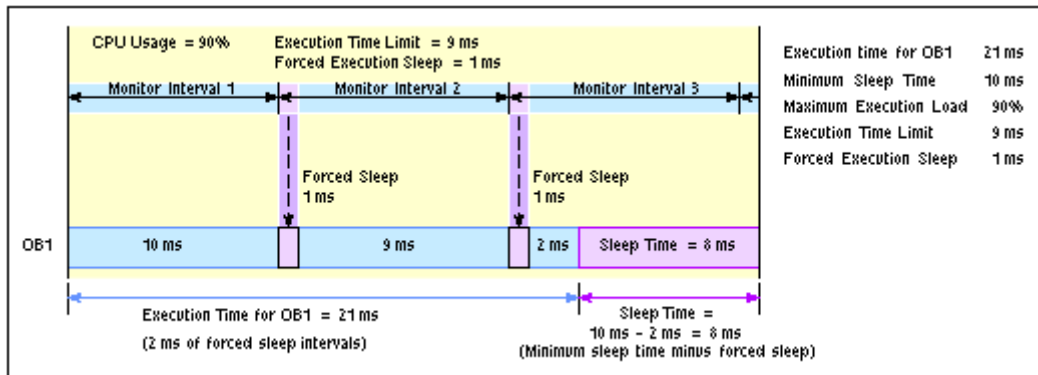 CPU Usage = 90%
Execution Time Limit = 9 ms
Forced Execution Sleep = 1 ms
Monitor Interval 1
Monitor Interval 2
Monitor Interval 3
Forced Sleep
1 ms
Forced Sleep
1 ms
OB1
10 ms
9 ms
2 ms
Sleep Time = 8 ms
Execution Time for OB1 = 21 ms
(2 ms of forced sleep intervals)
Sleep Time =
10 ms - 2 ms = 8 ms
(Minimum sleep time minus forced sleep)
Execution time for OB1 21 ms
Minimum Sleep Time 10 ms
Maximum Execution Load 90%
Execution Time Limit 9 ms
Forced Execution Sleep 1 ms